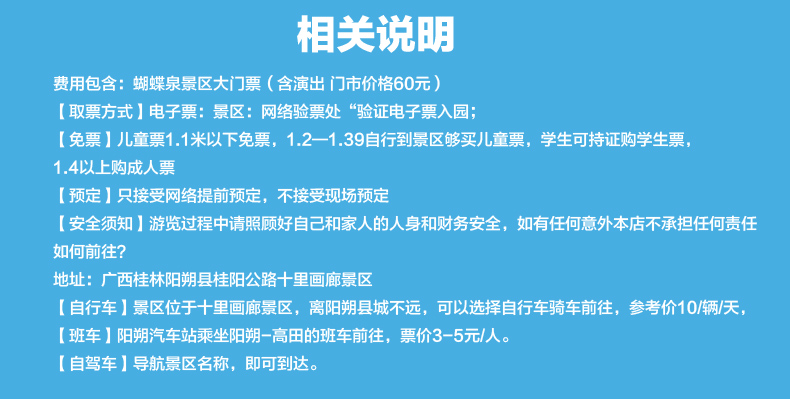 相关说明
费用包含：蝴蝶泉景区大门票（含演出 门市价格60元）
【取票方式】电子票：景区：网络验票处“验证电子票入园；
【免票】儿童票1.1米以下免票，1.2—1.39自行到景区够买儿童票，学生可持证购学生票，
1.4以上购成人票
【预定】只接受网络提前预定，不接受现场预定
【安全须知】游览过程中请照顾好自己和家人的人身和财务安全，如有任何意外本店不承担任何责任
如何前往？
地址：广西桂林阳朔县桂阳公路十里画廊景区
【自行车】景区位于十里画廊景区，离阳朔县城不远，可以选择自行车骑车前往，参考价10/辆/天，
【班车】阳朔汽车站乘坐阳朔-高田的班车前往，票价3-5元/人。
【自驾车】导航景区名称，即可到达。